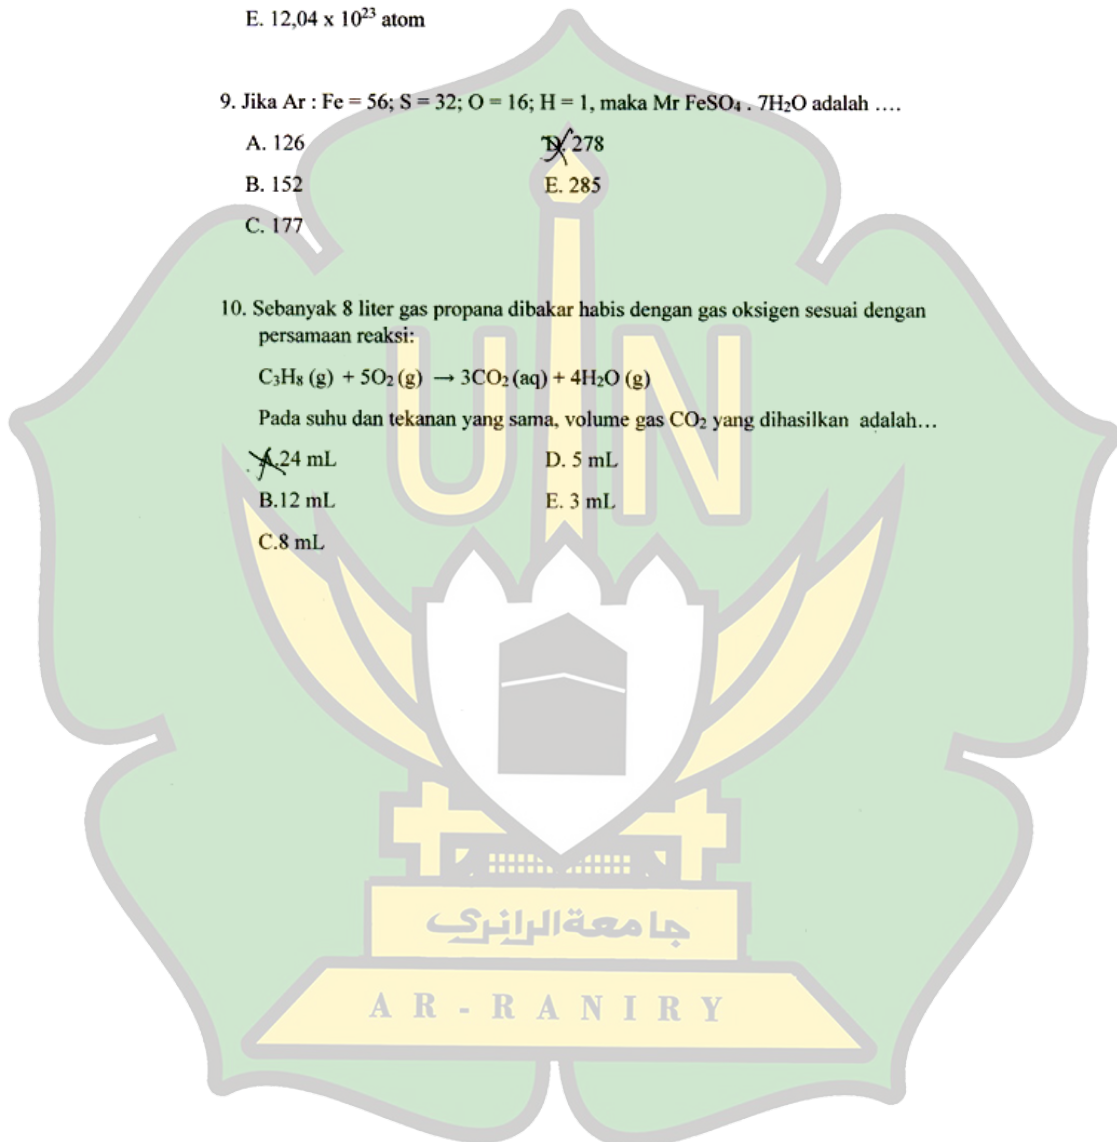 E. 12,04 x 10²³ atom
9. Jika Ar : Fe = 56; S = 32; O = 16; H = 1, maka Mr FeSO₄ . 7H₂O adalah ….
A. 126
D. 278
B. 152
E. 285
C. 177
10. Sebanyak 8 liter gas propana dibakar habis dengan gas oksigen sesuai dengan
persamaan reaksi:
C₃H₈ (g) + 5O₂ (g) → 3CO₂ (aq) + 4H₂O (g)
Pada suhu dan tekanan yang sama, volume gas CO₂ yang dihasilkan adalah…
A.24 mL
D. 5 mL
B.12 mL
E. 3 mL
C.8 mL
UIN
جامعة الرانري
AR-RANIRY